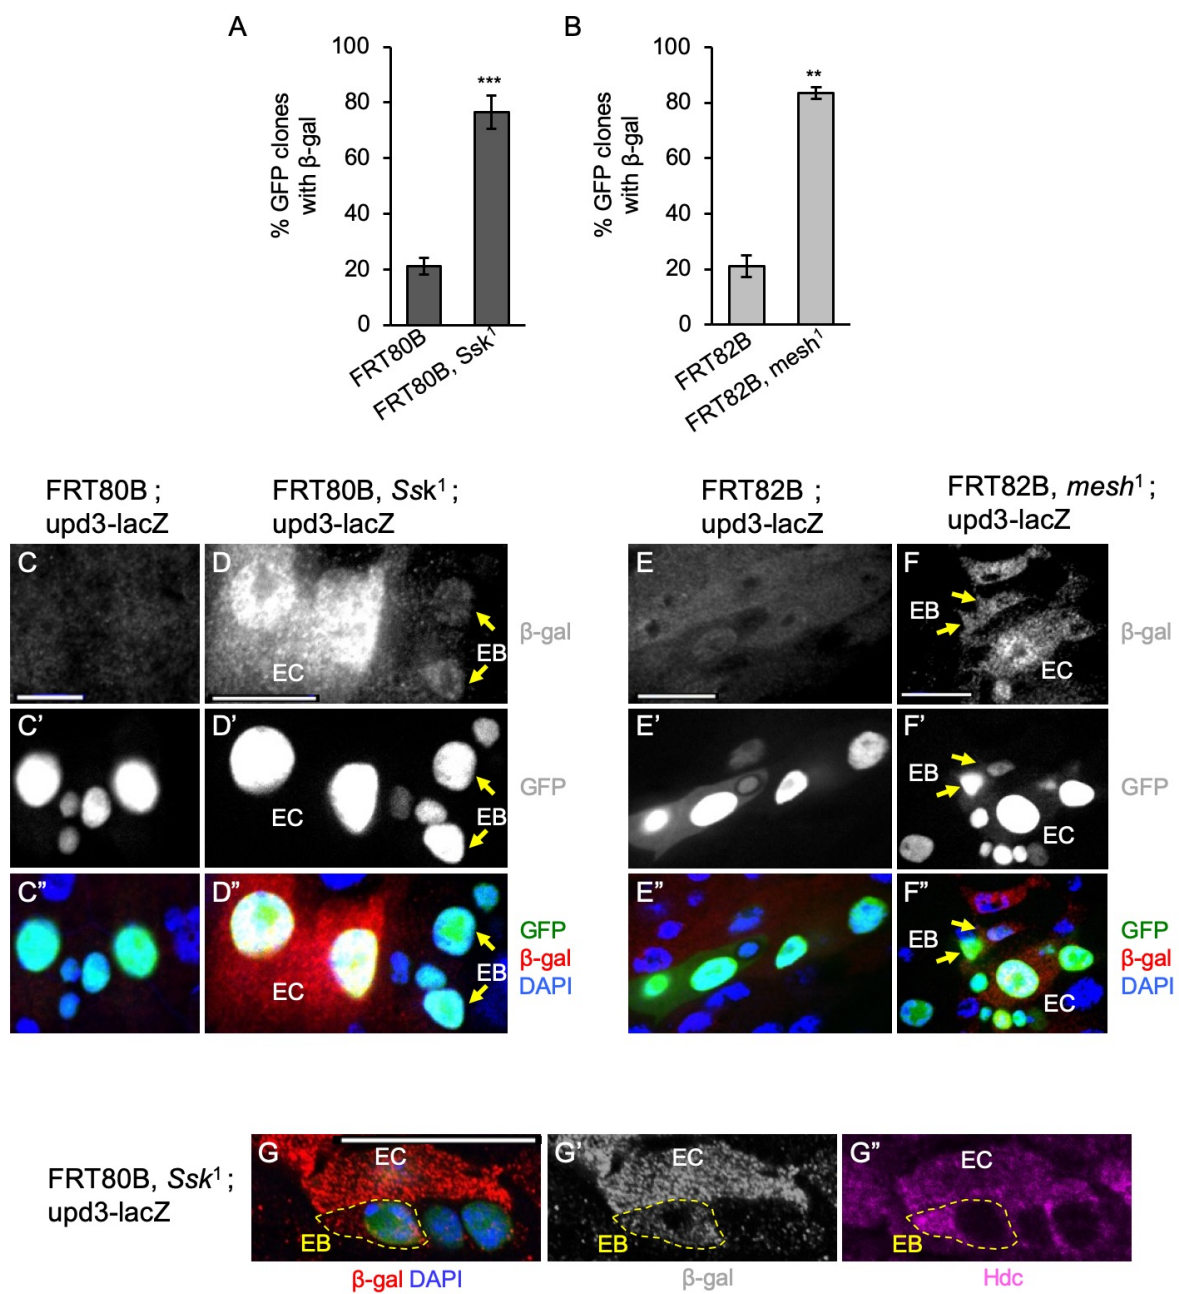 A
B
% GFP clones
with β-gal
100
80
60
40
20
0
***
FRT80B
FRT80B, Ssk¹
% GFP clones
with β-gal
100
80
60
40
20
0
**
FRT82B
FRT82B, mesh¹
FRT80B ;
upd3-lacZ
FRT80B, Ssk¹ ;
upd3-lacZ
FRT82B ;
upd3-lacZ
FRT82B, mesh¹ ;
upd3-lacZ
C
D
EC
EB
β-gal
E
F
EB
EC
β-gal
C'
D'
EC
EB
GFP
E'
F'
EB
EC
GFP
C”
D”
EC
EB
GFP
β-gal
DAPI
E”
F”
EB
EC
GFP
β-gal
DAPI
FRT80B, Ssk¹ ;
upd3-lacZ
G
EC
EB
G'
EC
EB
G”
EC
EB
β-gal DAPI
β-gal
Hdc